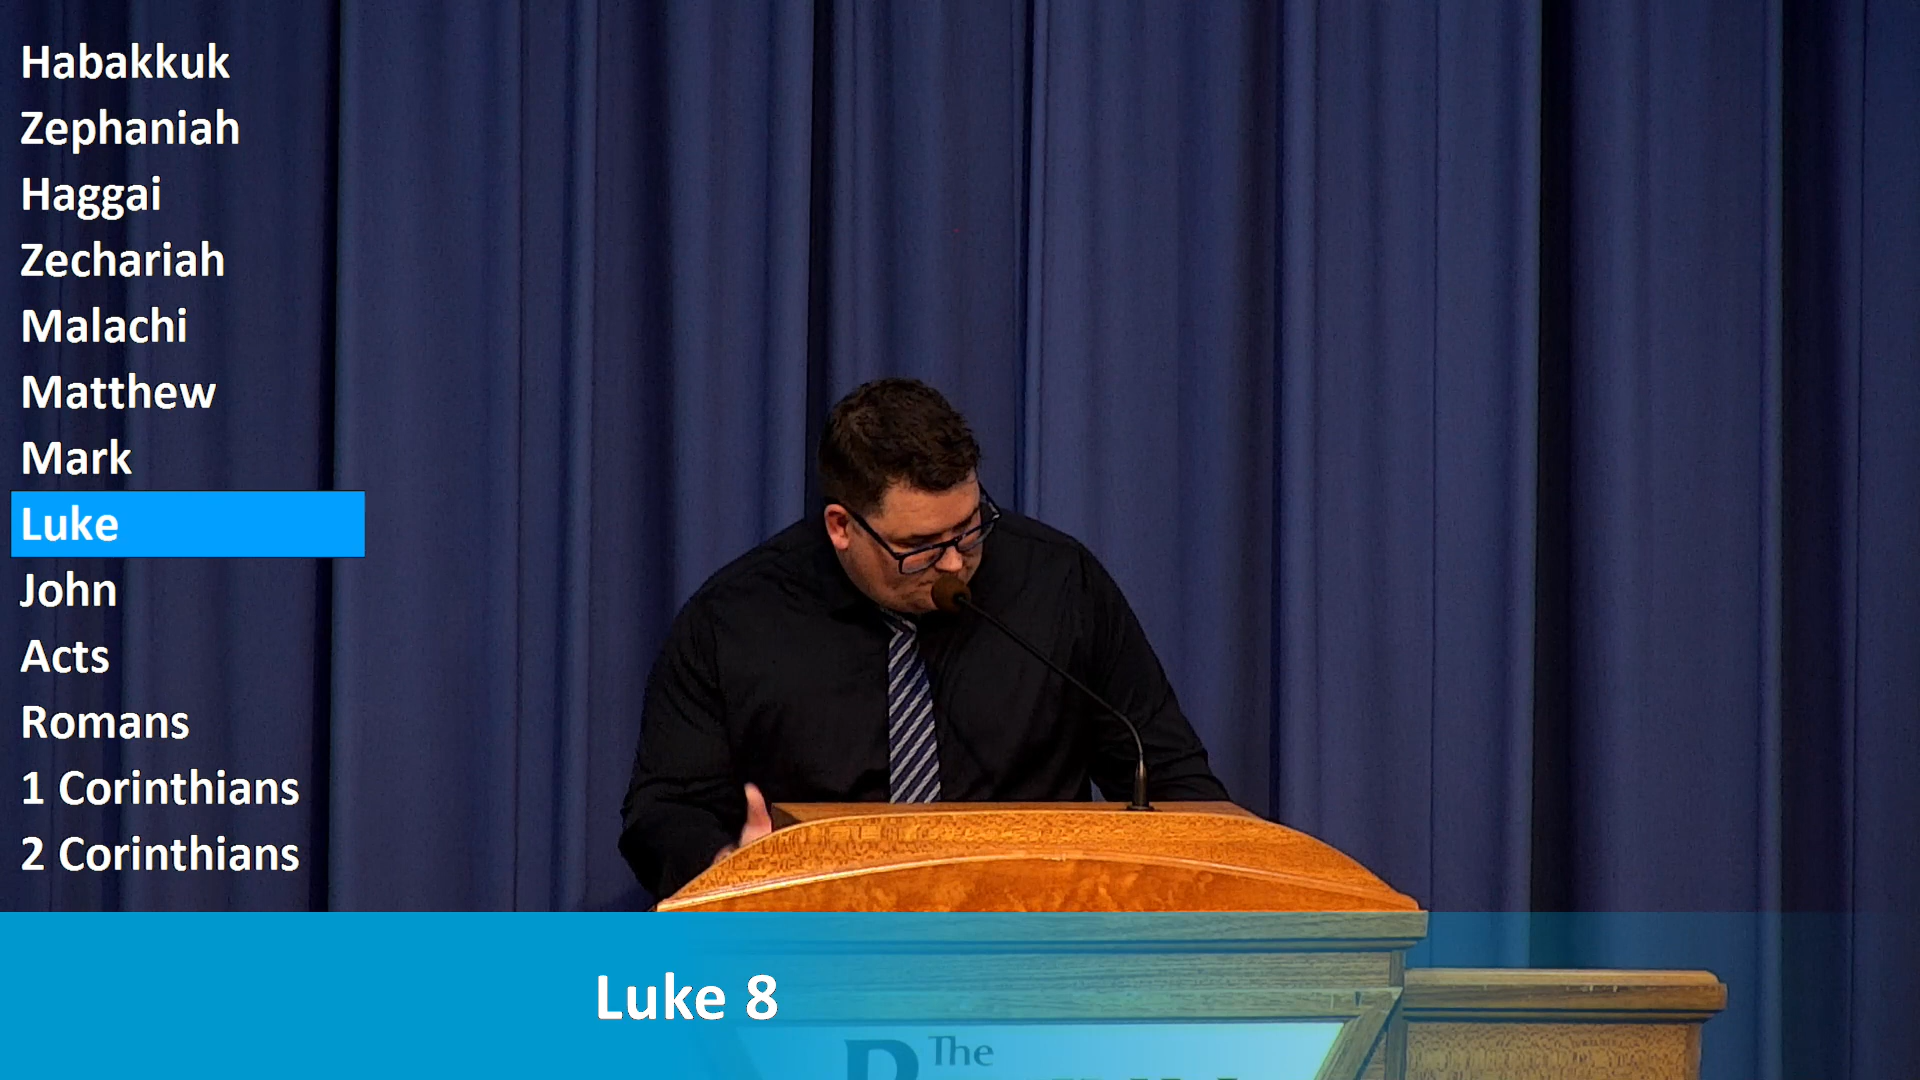 Habakkuk
Zephaniah
Haggai
Zechariah
Malachi
Matthew
Mark
Luke
John
Acts
Romans
1 Corinthians
2 Corinthians
Luke 8
The